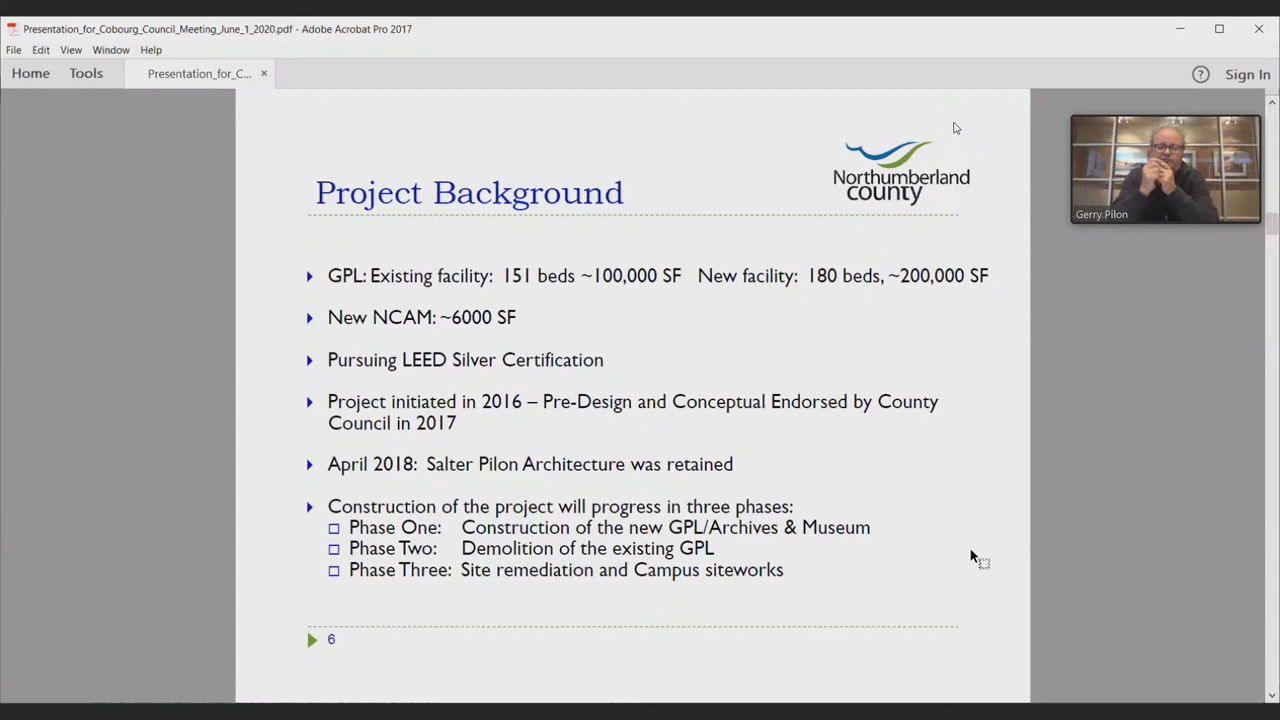 Presentation_for_Cobourg_Council_Meeting_June_1_2020.pdf - Adobe Acrobat Pro 2017
File Edit View Window Help
Home Tools Presentation_for_C... × ? Sign In
Northumberland
county
Project Background
Gerry Pilon
GPL: Existing facility: 151 beds ~100,000 SF New facility: 180 beds, ~200,000 SF
New NCAM: ~6000 SF
Pursuing LEED Silver Certification
Project initiated in 2016 – Pre-Design and Conceptual Endorsed by County
Council in 2017
April 2018: Salter Pilon Architecture was retained
Construction of the project will progress in three phases:
Phase One: Construction of the new GPL/Archives & Museum
Phase Two: Demolition of the existing GPL
Phase Three: Site remediation and Campus siteworks
6